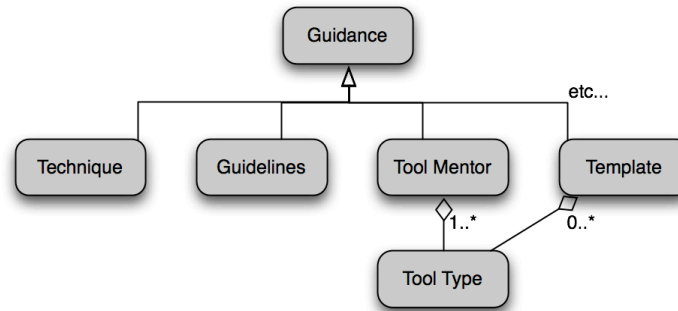 Guidance
etc...
Technique
Guidelines
Tool Mentor
Template
1..*
0..*
Tool Type